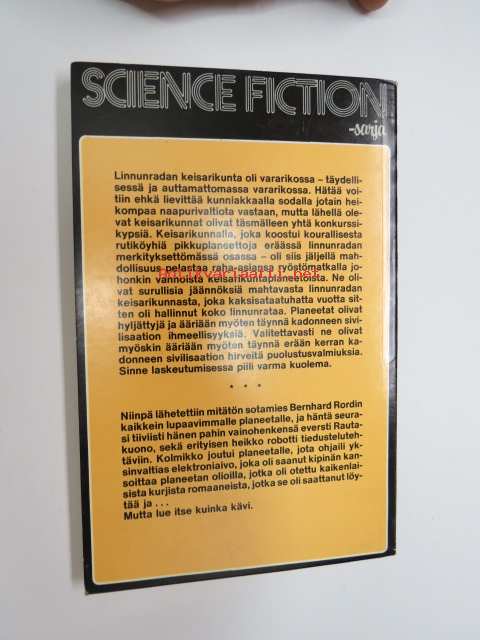 SCIENCE FICTION
-sarja
Linnunradan keisarikunta oli vararikossa – täydelli-
sessä ja auttamattomassa vararikossa. Hätää voi-
tiin ehkä lievittää kunniakkaalla sodalla jotain hei-
kompaa naapurivaltiota vastaan, mutta lähellä ole-
vat keisarikunnat olivat täsmälleen yhtä konkurssi-
kypsiä. Keisarikunnalla, joka koostui kourallisesta
rutiköyhiä pikkuplaneettoja eräässä linnunradan
merkityksettömässä osassa – oli siis jäljellä mah-
dollisuus pelastaa raha-asiansa ryöstömatkalla jo-
honkin vanhoista keisarikuntaplaneetoista. Ne oli-
vat surullisia jäännöksiä mahtavasta linnunradan
keisarikunnasta, joka kaksisataatuhatta vuotta sit-
ten oli hallinnut koko linnunrataa. Planeetat olivat
hyljättyjä ja ääriään myöten täynnä kadonneen sivi-
lisaation ihmeellisyyksiä. Valitettavasti ne olivat
myöskin ääriään myöten täynnä erään kerran ka-
donneen sivilisaation hirveitä puolustusvalmiuksia.
Sinne laskeutumisessa piili varma kuolema.
• • •
Niinpä lähetettiin mitätön sotamies Bernhard Rordin
kaikkein lupaavimmalle planeetalle, ja häntä seura-
si tiiviisti hänen pahin vainohenkensä eversti Rauta-
kuono, sekä erityisen heikko robotti tiedustelutéh-
täviin. Kolmikko joutui planeetalle, jota ohjaili yk-
sinvaltias elektroniaivo, joka oli saanut kipinän kan-
soittaa planeetan olioilla, jotka oli otettu kaikenlai-
sista kurjista romaaneista, jotka se oli saattanut löy-
tää ja . . .
Mutta lue itse kuinka kävi.